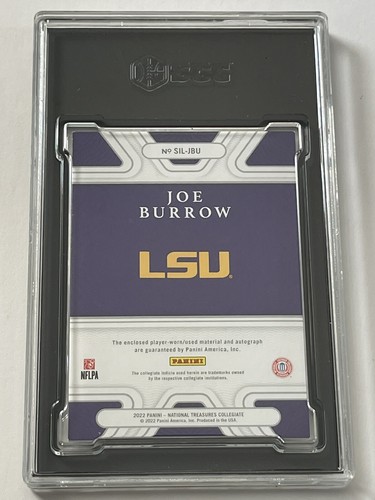 SGC
Nº SIL-JBU
JOE
BURROW
LSU
The enclosed player-worn/used material and autograph
are guaranteed by Panini America, Inc.
PANINI
NFLPA
The collegiate indicia used herein are trademarks owned
by the respective collegiate institutions.
2022 PANINI - NATIONAL TREASURES COLLEGIATE
© 2022 Panini America, Inc. Produced in the USA.